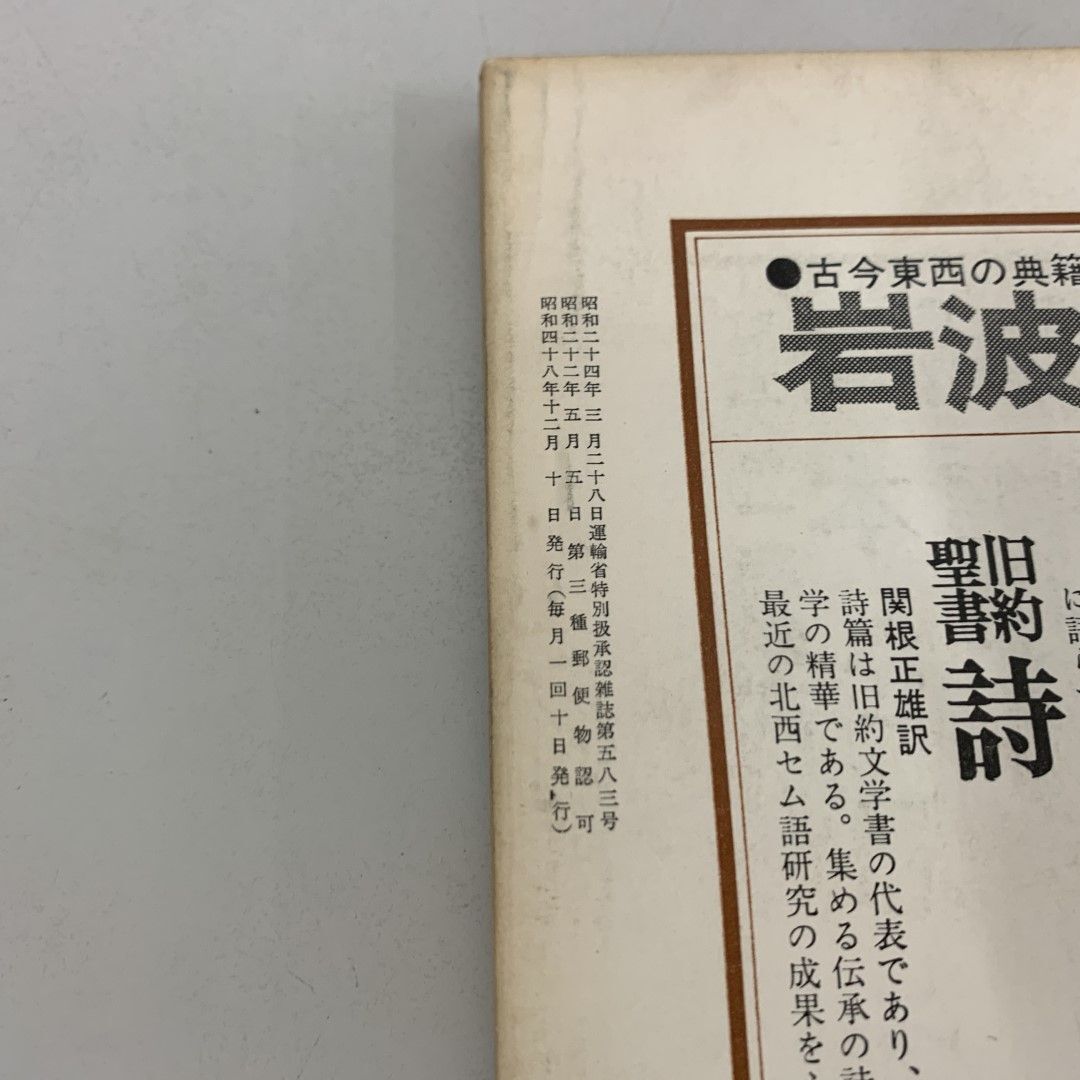 ●古今東西の典籍
岩波
に
旧約
聖書
詩
関根正雄訳
詩篇は旧約文学書の代表であり、
学の精華である。集める伝承の詩
最近の北西セム語研究の成果を
昭和二十四年三月二十八日運輸省特別扱承認雑誌第五八三号
昭和二十二年五月五日第三種郵便物認可
昭和四十八年十二月十日発行（毎月一回十日発行）